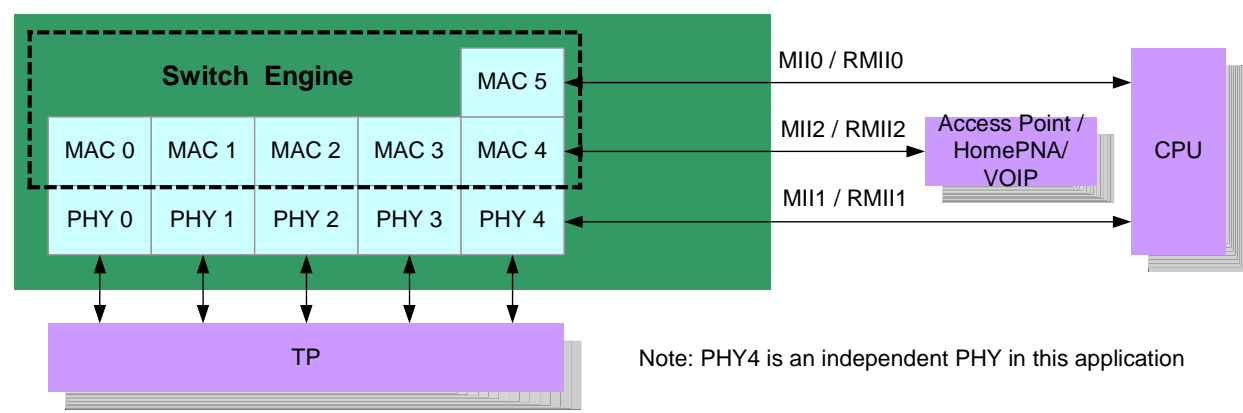 Switch Engine
MAC 5
MII0 / RMII0
MAC 0
MAC 1
MAC 2
MAC 3
MAC 4
MII2 / RMII2
Access Point /
HomePNA/
VOIP
CPU
PHY 0
PHY 1
PHY 2
PHY 3
PHY 4
MII1 / RMII1
TP
Note: PHY4 is an independent PHY in this application